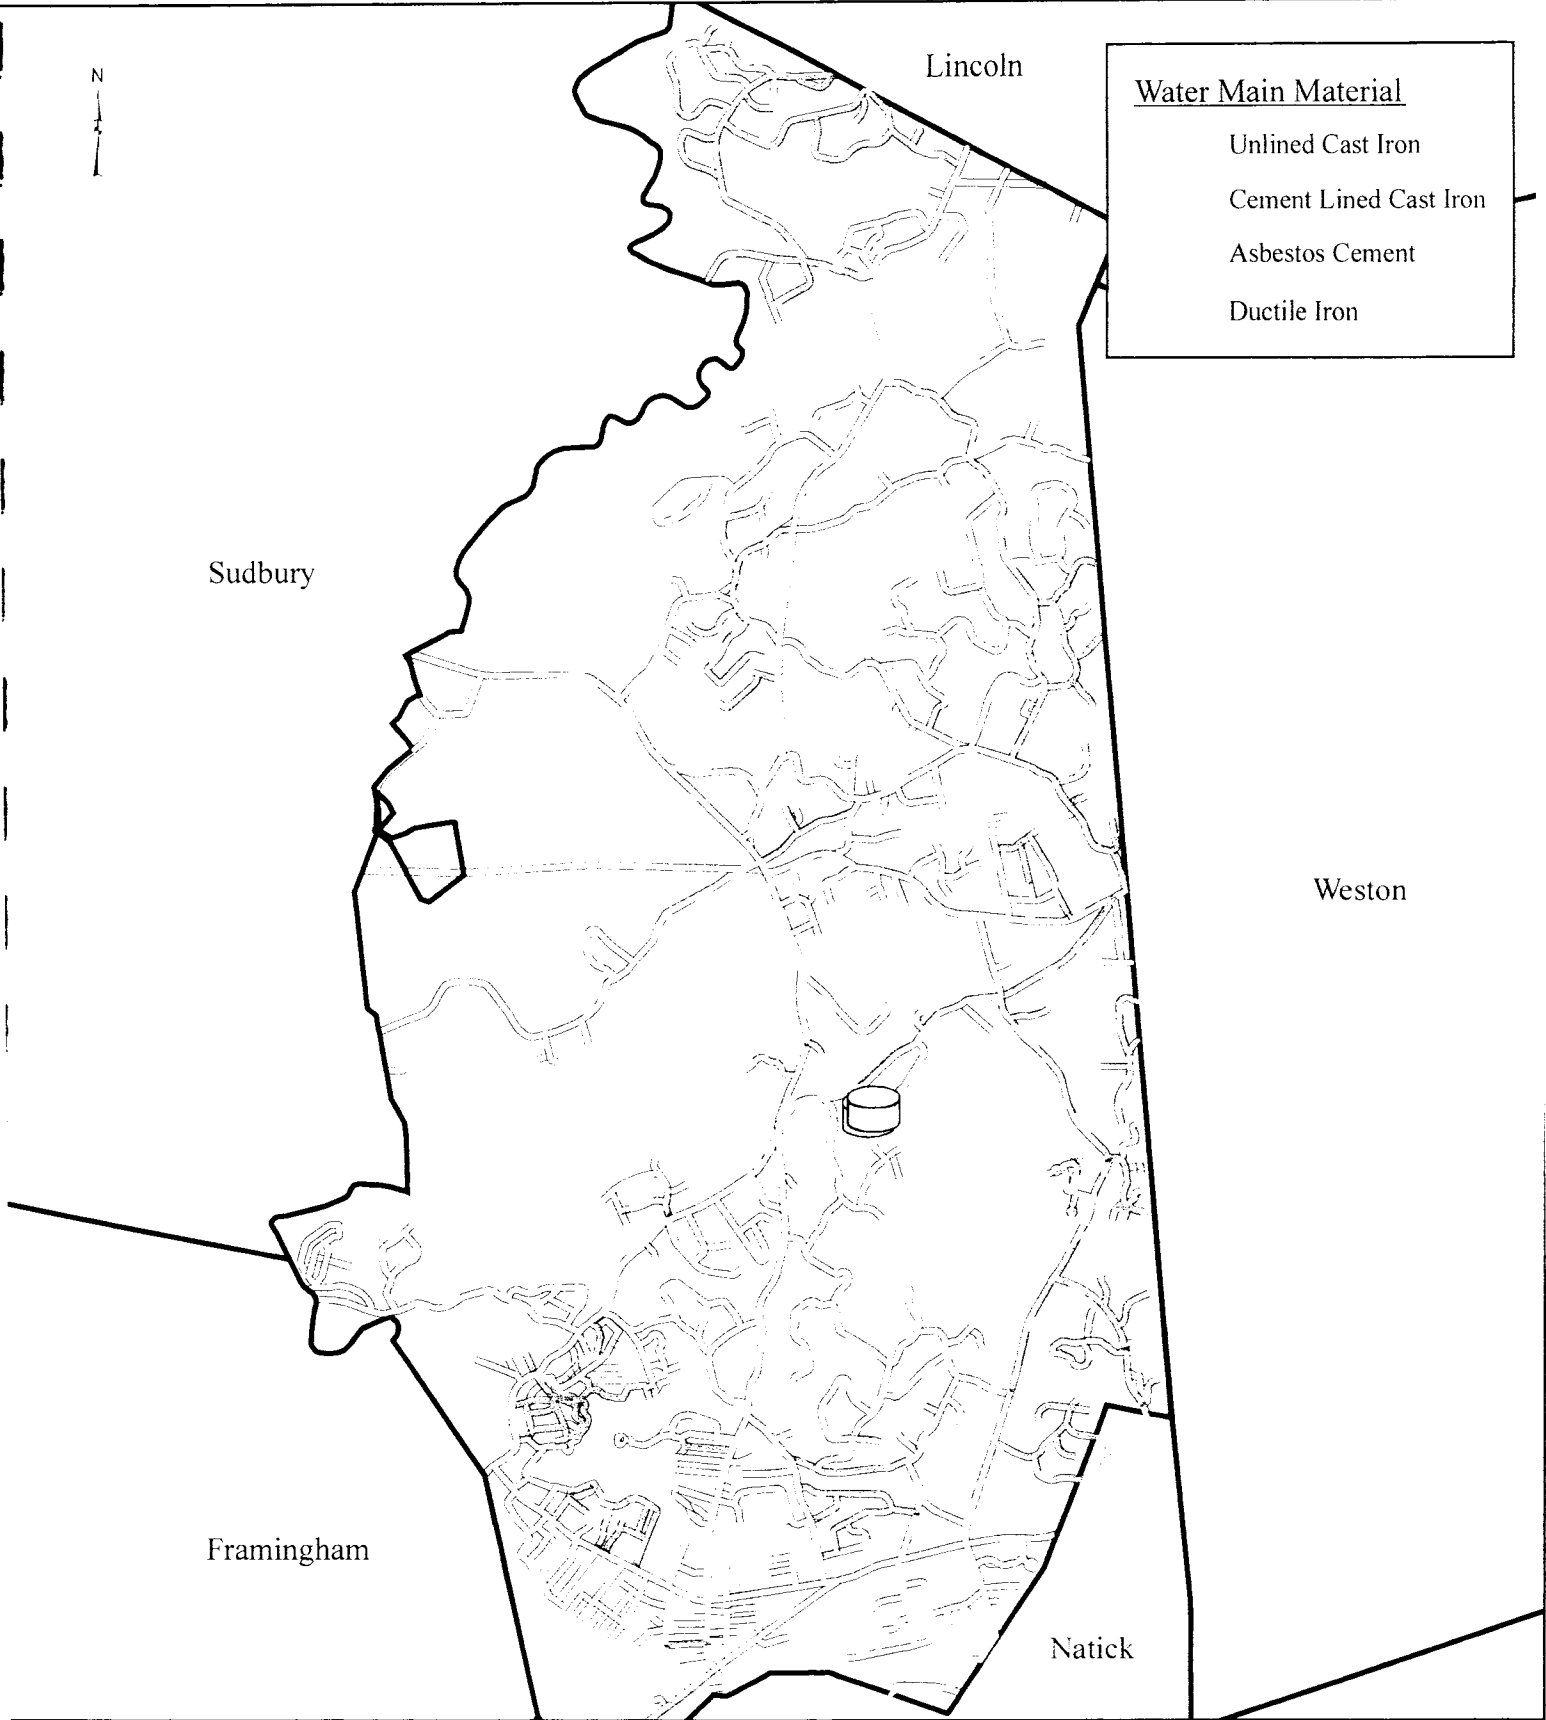 N
Lincoln
Water Main Material
Unlined Cast Iron
Cement Lined Cast Iron
Asbestos Cement
Ductile Iron
Sudbury
Weston
Framingham
Natick